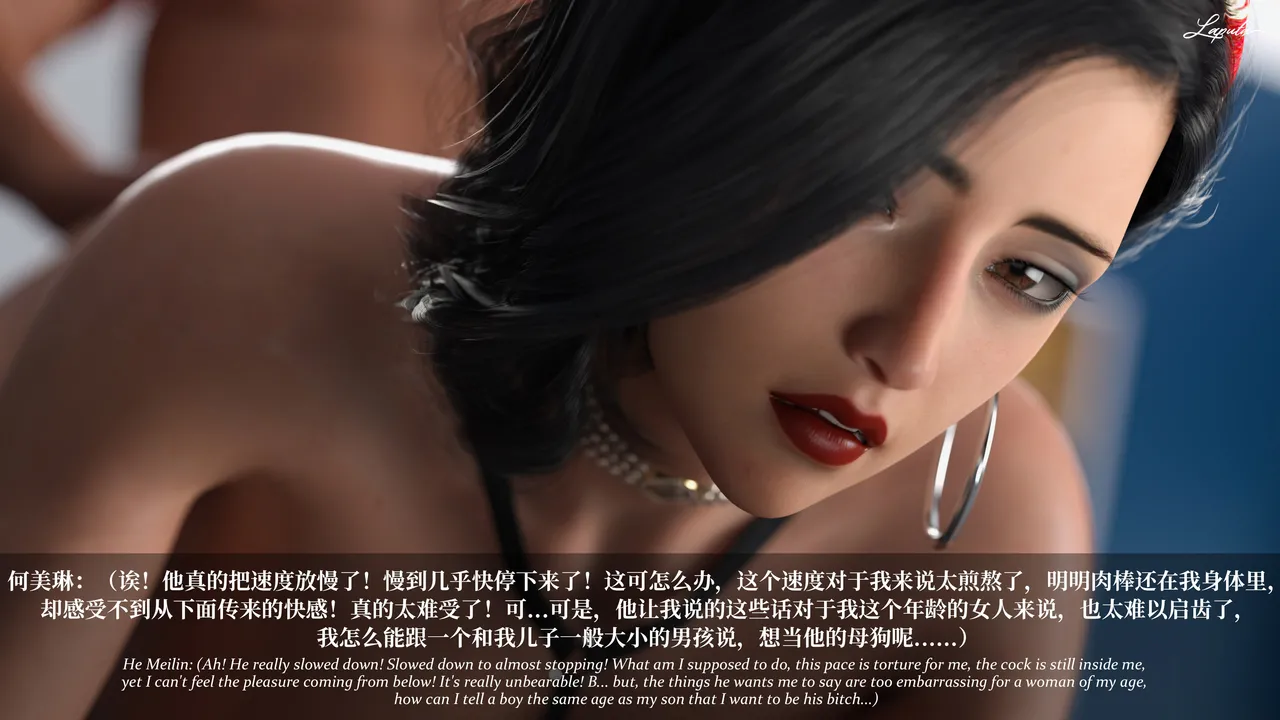 Laputa
何美琳：（诶！他真的把速度放慢了！慢到几乎快停下来了！这可怎么办，这个速度对于我来说太煎熬了，明明肉棒还在我身体里，
却感受不到从下面传来的快感！真的太难受了！可...可是，他让我说的这些话对于我这个年龄的女人来说，也太难以启齿了，
我怎么能跟一个和我儿子一般大小的男孩说，想当他的母狗呢......）
He Meilin: (Ah! He really slowed down! Slowed down to almost stopping! What am I supposed to do, this pace is torture for me, the cock is still inside me,
yet I can't feel the pleasure coming from below! It's really unbearable! B... but, the things he wants me to say are too embarrassing for a woman of my age,
how can I tell a boy the same age as my son that I want to be his bitch...)